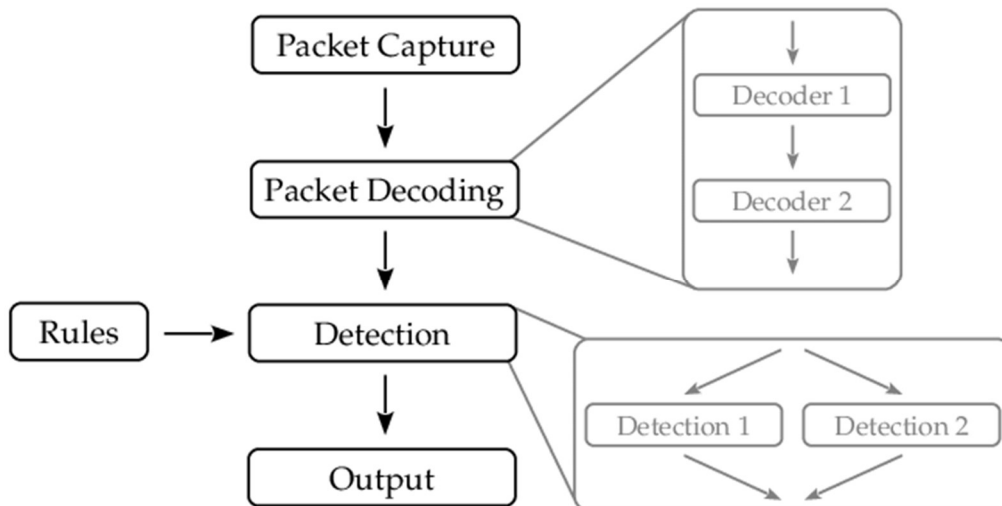 Packet Capture
Packet Decoding
Decoder 1
Decoder 2
Rules
Detection
Detection 1
Detection 2
Output